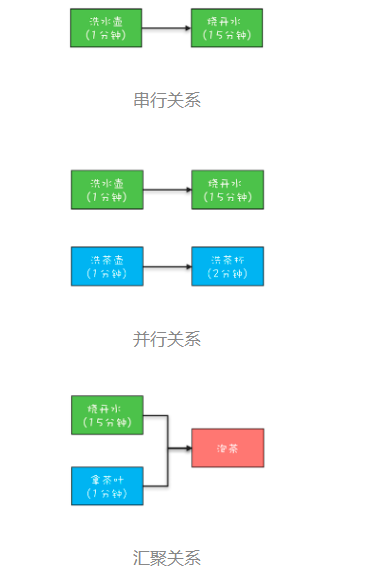 洗水壶 烧开水
(1分钟) (15分钟)
串行关系
洗水壶 烧开水
(1分钟) (15分钟)
洗茶壶 洗茶杯
(1分钟) (2分钟)
并行关系
烧开水
(15分钟)
泡茶
拿茶叶
(1分钟)
汇聚关系